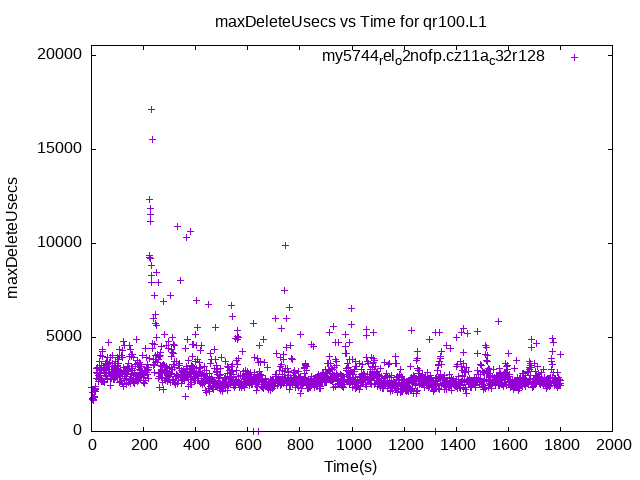 maxDeleteUsecs vs Time for qr100.L1
my5744_rel_o2nofp.cz11a_c32r128
20000
15000
10000
5000
0
maxDeleteUsecs
0 200 400 600 800 1000 1200 1400 1600 1800 2000
Time(s)